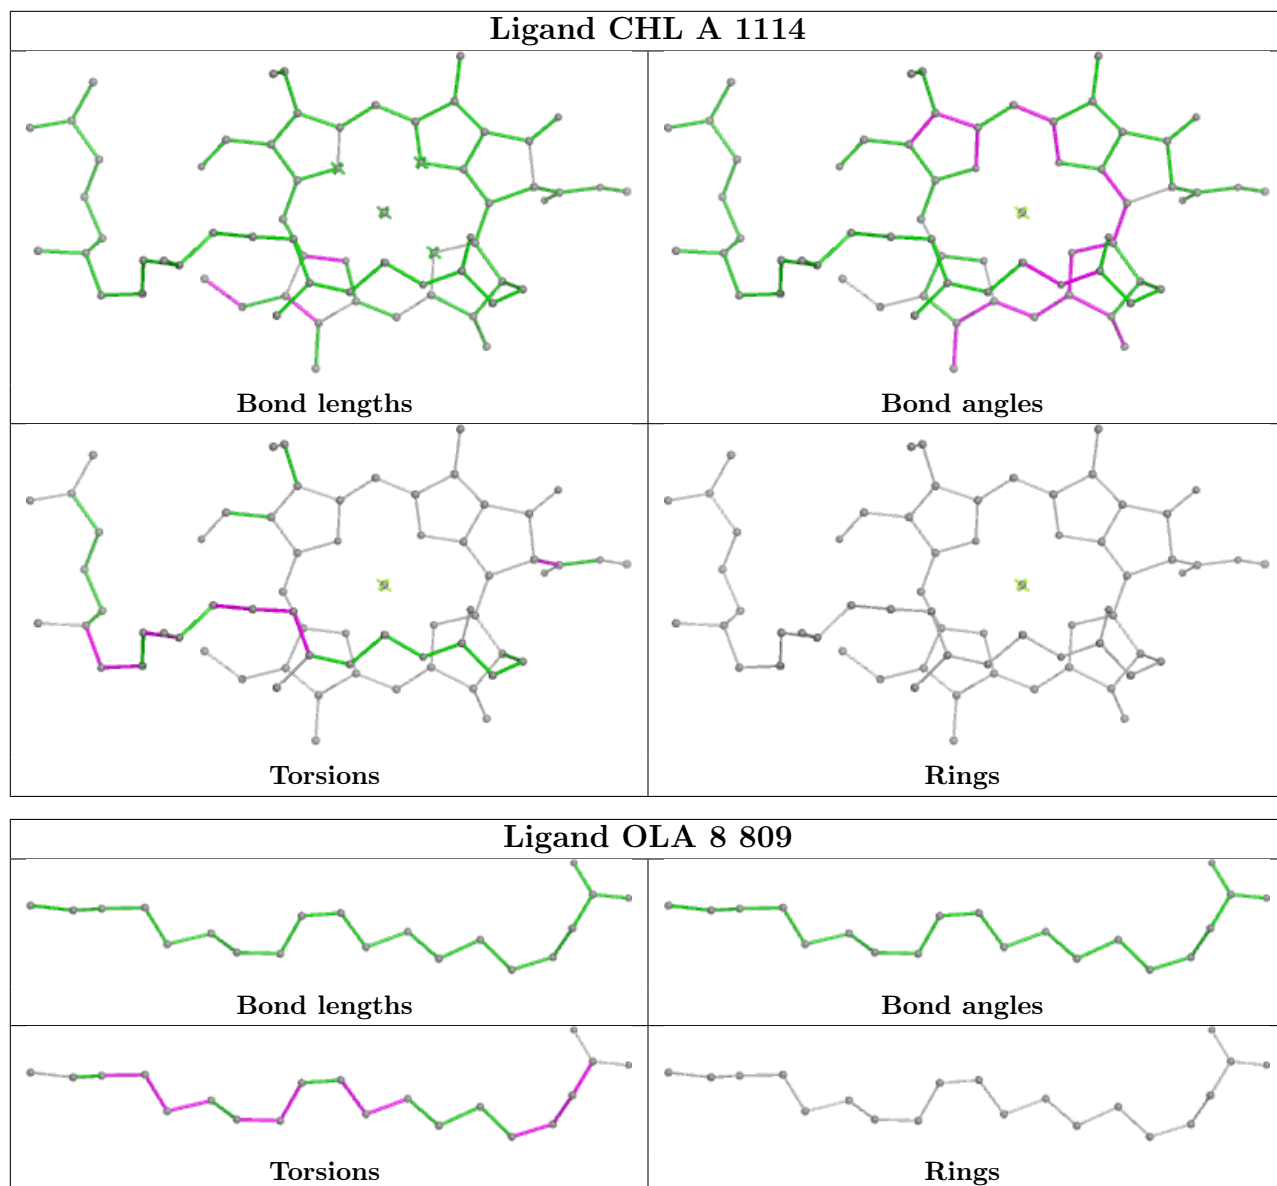 Ligand CHL A 1114
Bond lengths
Bond angles
Torsions
Rings
Ligand OLA 8 809
Bond lengths
Bond angles
Torsions
Rings